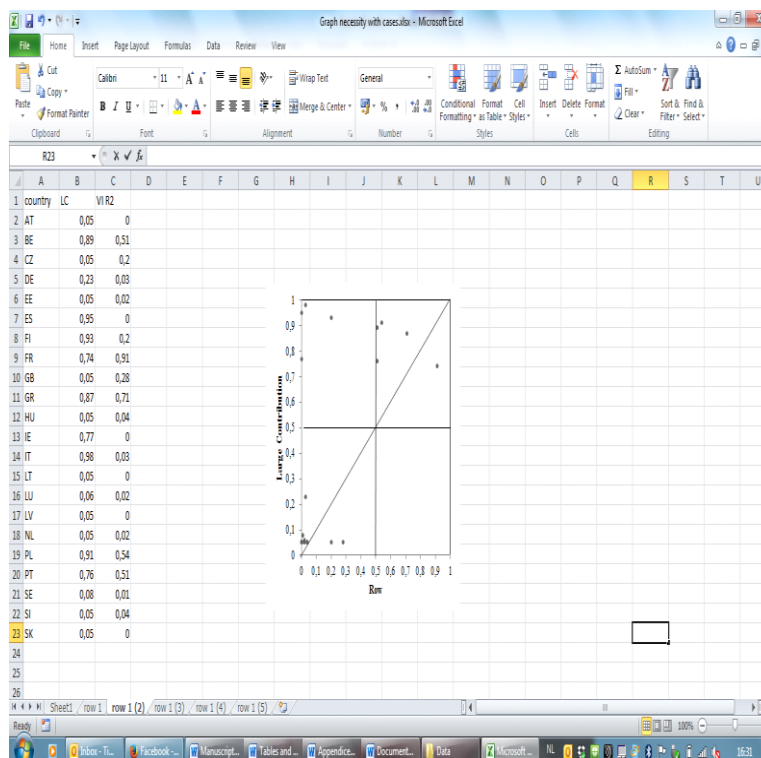 Graph necessity with cases.xlsx - Microsoft Excel
File Home Insert Page Layout Formulas Data Review View
Cut
Copy
Format Painter
Paste
Clipboard
Calibri 11
B I U
Font
Wrap Text
Merge & Center
Alignment
General
Number
Conditional Formatting
Format as Table
Cell Styles
Styles
Insert Delete Format
Cells
AutoSum
Fill
Clear
Sort & Filter
Find & Select
Editing
R23 fx
A B C D E F G H I J K L M N O P Q R S T U
1 country LC VI R2
2 AT 0,05 0
3 BE 0,89 0,51
4 CZ 0,05 0,2
5 DE 0,23 0,03
6 EE 0,05 0,02
7 ES 0,95 0
8 FI 0,93 0,2
9 FR 0,74 0,91
10 GB 0,05 0,28
11 GR 0,87 0,71
12 HU 0,05 0,04
13 IE 0,77 0
14 IT 0,98 0,03
15 LT 0,05 0
16 LU 0,06 0,02
17 LV 0,05 0
18 NL 0,05 0,02
19 PL 0,91 0,54
20 PT 0,76 0,51
21 SE 0,08 0,01
22 SI 0,05 0,04
23 SK 0,05 0
24
25
26
1
0,9
0,8
0,7
0,6
0,5
0,4
0,3
0,2
0,1
0
Large Contribution
0 0,1 0,2 0,3 0,4 0,5 0,6 0,7 0,8 0,9 1
Row
Sheet1 row 1 row 1 (2) row 1 (3) row 1 (4) row 1 (5)
Ready 100%
Inbox - Ti... Facebook -... Manuscript... Tables and ... Appendice... Document... Data Microsoft ... NL 16:31